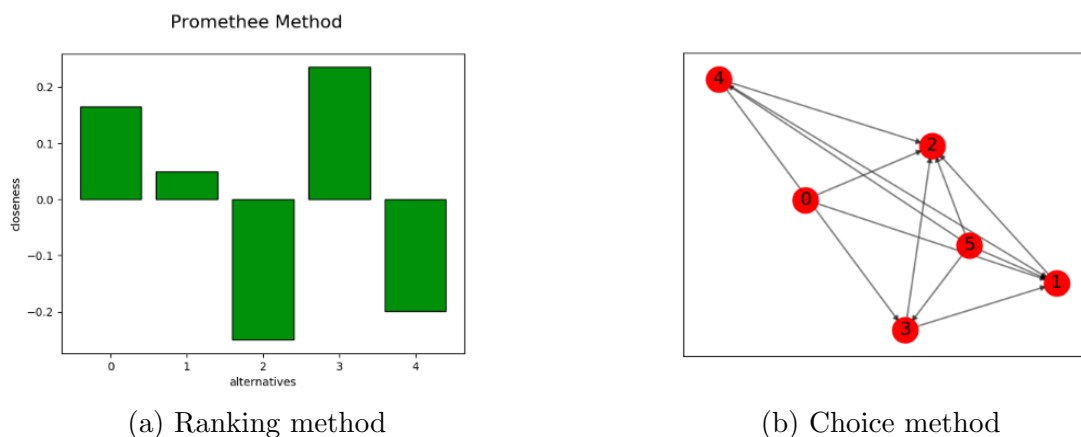 Promethee Method
closeness
0.2
0.1
0.0
−0.1
−0.2
0 1 2 3 4
alternatives
(a) Ranking method
4
2
0
5
1
3
(b) Choice method